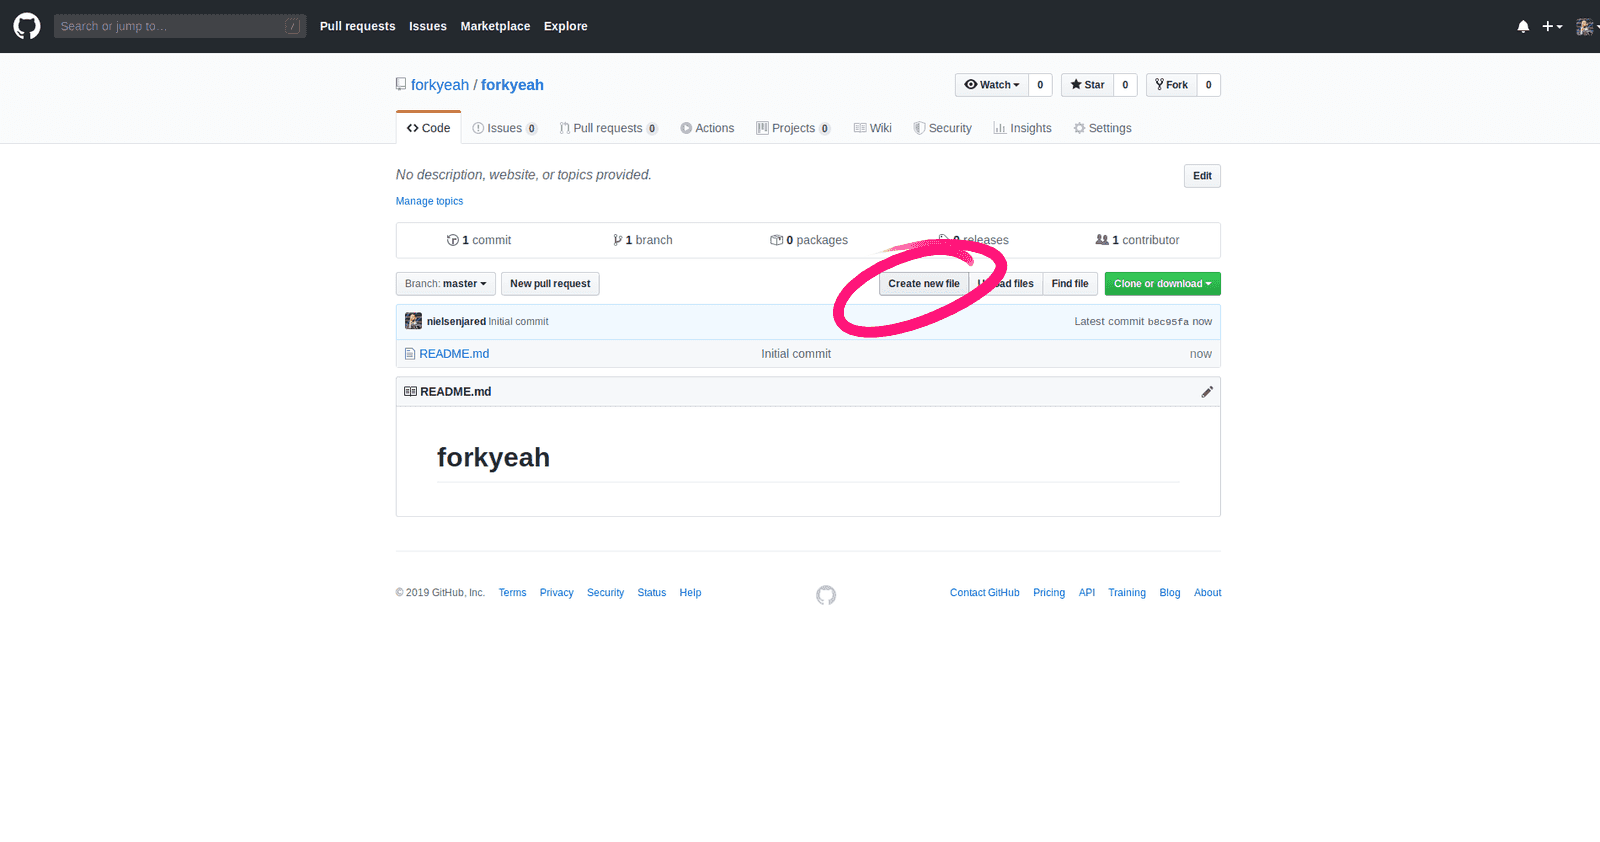 Search or jump to... / Pull requests Issues Marketplace Explore
forkyeah / forkyeah Watch 0 Star 0 Fork 0
Code Issues 0 Pull requests 0 Actions Projects 0 Wiki Security Insights Settings
No description, website, or topics provided. Edit
Manage topics
1 commit 1 branch 0 packages 0 releases 1 contributor
Branch: master New pull request Create new file Upload files Find file Clone or download
nielsenjared Initial commit Latest commit b8c95fa now
README.md Initial commit now
README.md
forkyeah
© 2019 GitHub, Inc. Terms Privacy Security Status Help Contact GitHub Pricing API Training Blog About